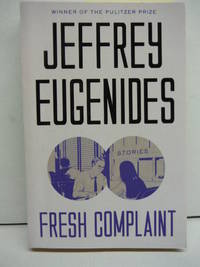 WINNER OF THE PULITZER PRIZE
JEFFREY
EUGENIDES
STORIES
FRESH COMPLAINT